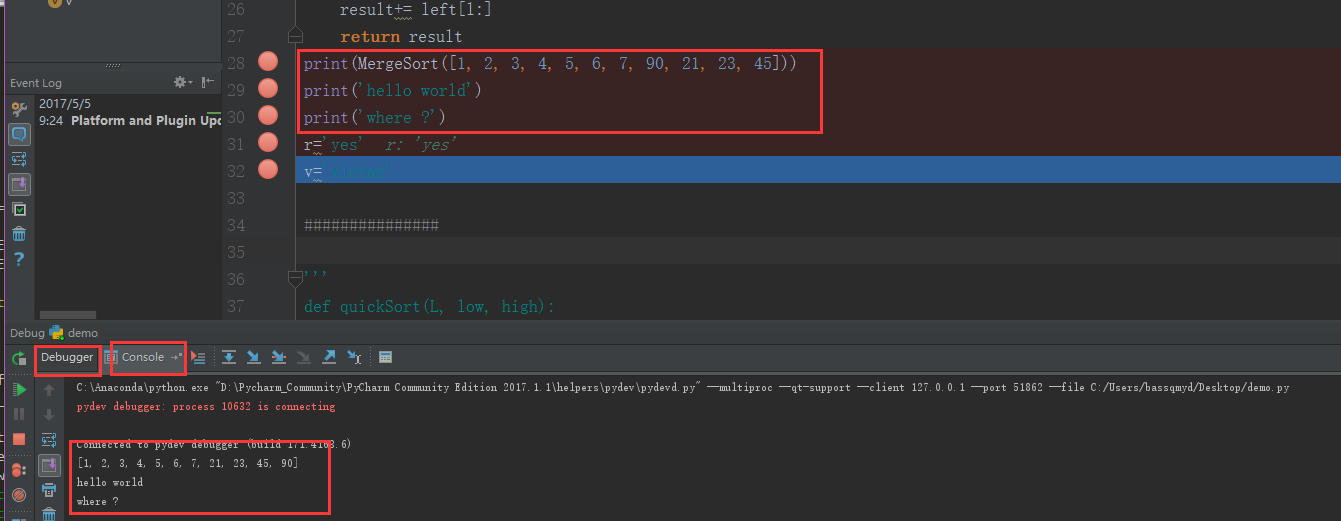 v
26 result+= left[l:]
27 return result
28 print(MergeSort([1, 2, 3, 4, 5, 6, 7, 90, 21, 23, 45]))
29 print('hello world')
30 print('where ?')
31 r='yes' r: 'yes'
32 v=
33
34 ###############
35
36 '''
37 def quickSort(L, low, high):
Event Log
2017/5/5
9:24 Platform and Plugin Upd
Debug demo
Debugger Console
C:\Anaconda\python.exe "D:\Pycharm_Community\PyCharm Community Edition 2017.1.1\helpers\pydev\pydevd.py" --multiproc --qt-support --client 127.0.0.1 --port 51862 --file C:/Users/bassqmyd/Desktop/demo.py
pydev debugger: process 10632 is connecting
Connected to pydev debugger (build 171.4163.6)
[1, 2, 3, 4, 5, 6, 7, 21, 23, 45, 90]
hello world
where ?